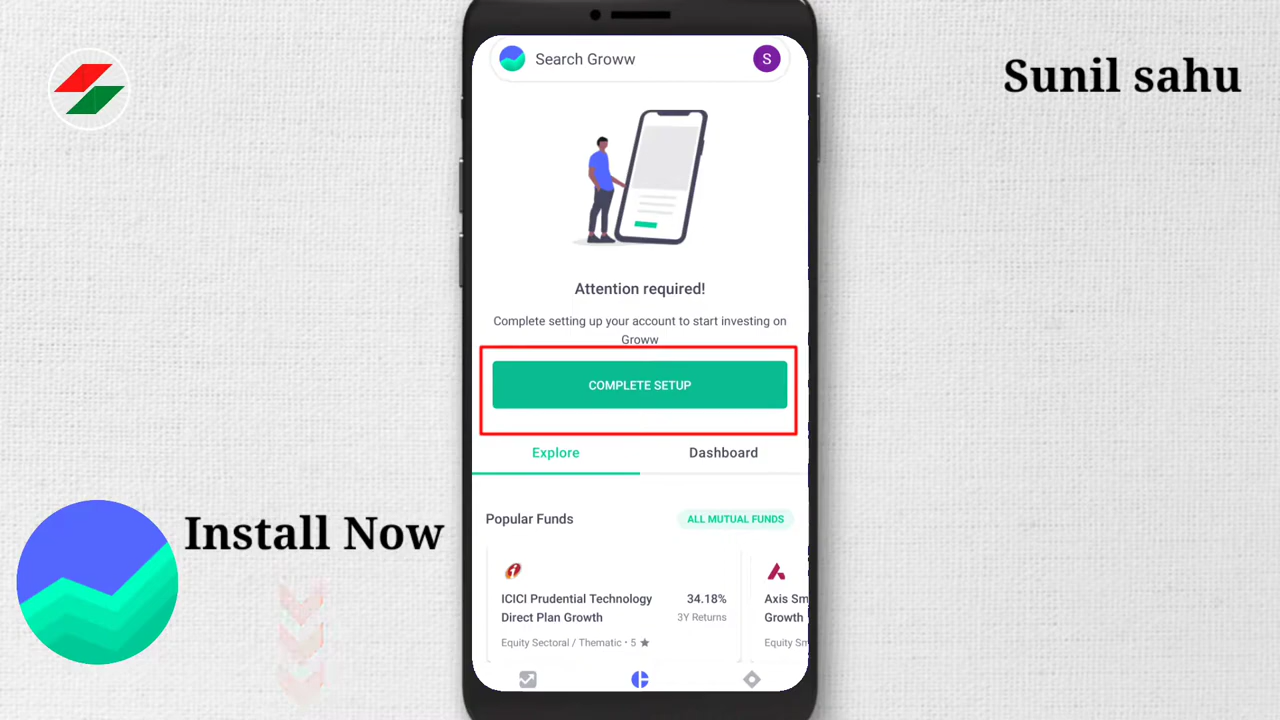 Sunil sahu
Search Groww
S
Attention required!
Complete setting up your account to start investing on
Groww
COMPLETE SETUP
Explore
Dashboard
Popular Funds
ALL MUTUAL FUNDS
ICICI Prudential Technology
Direct Plan Growth
34.18%
3Y Returns
Equity Sectoral / Thematic • 5 ★
Axis Sm
Growth
Equity Sm
Install Now